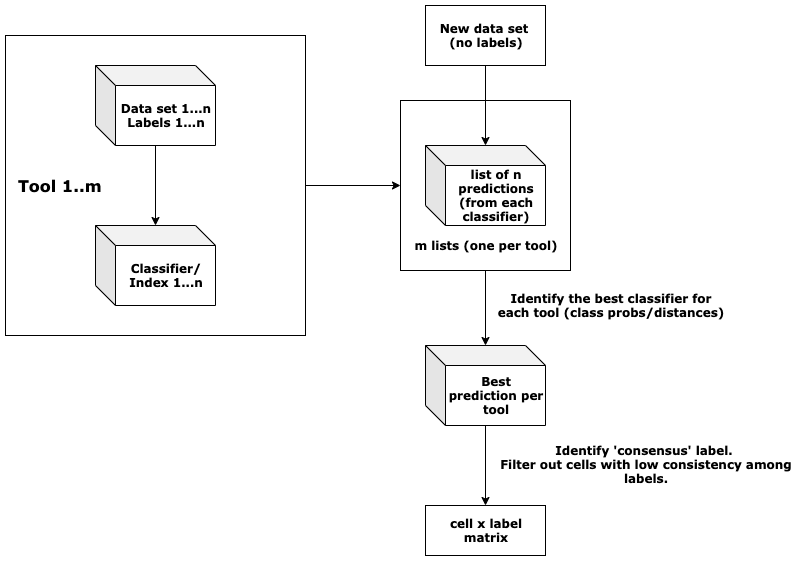 New data set
(no labels)
Data set 1...n
Labels 1...n
Tool 1..m
Classifier/
Index 1...n
list of n
predictions
(from each
classifier)
m lists (one per tool)
Identify the best classifier for
each tool (class probs/distances)
Best
prediction per
tool
Identify 'consensus' label.
Filter out cells with low consistency among
labels.
cell x label
matrix